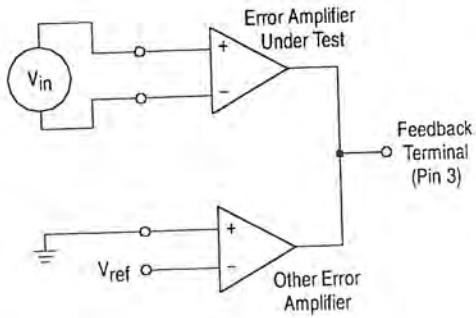 Error Amplifier
Under Test
+
−
Vin
Feedback
Terminal
(Pin 3)
+
−
Vref
Other Error
Amplifier